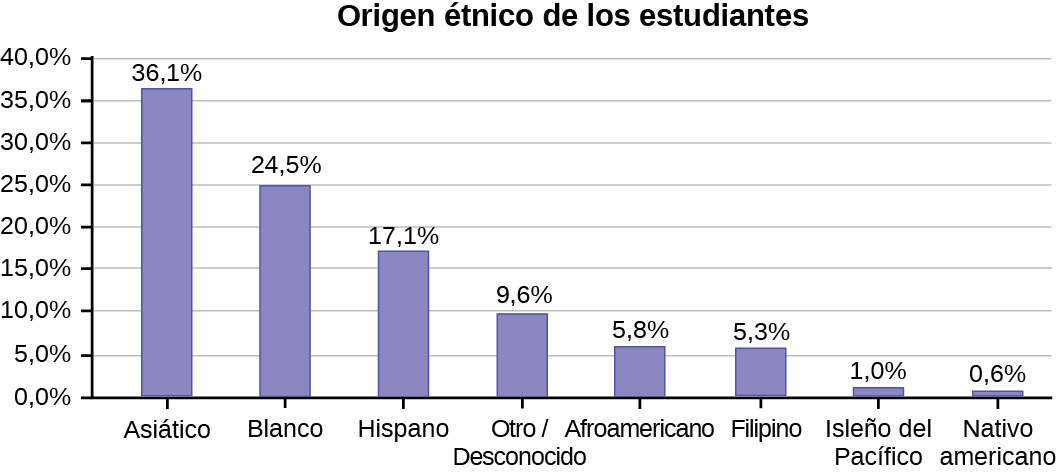 Origen étnico de los estudiantes
40,0%
35,0%
30,0%
25,0%
20,0%
15,0%
10,0%
5,0%
0,0%
36,1%
24,5%
17,1%
9,6%
5,8%
5,3%
1,0%
0,6%
Asiático
Blanco
Hispano
Otro /
Desconocido
Afroamericano
Filipino
Isleño del
Pacífico
Nativo
americano